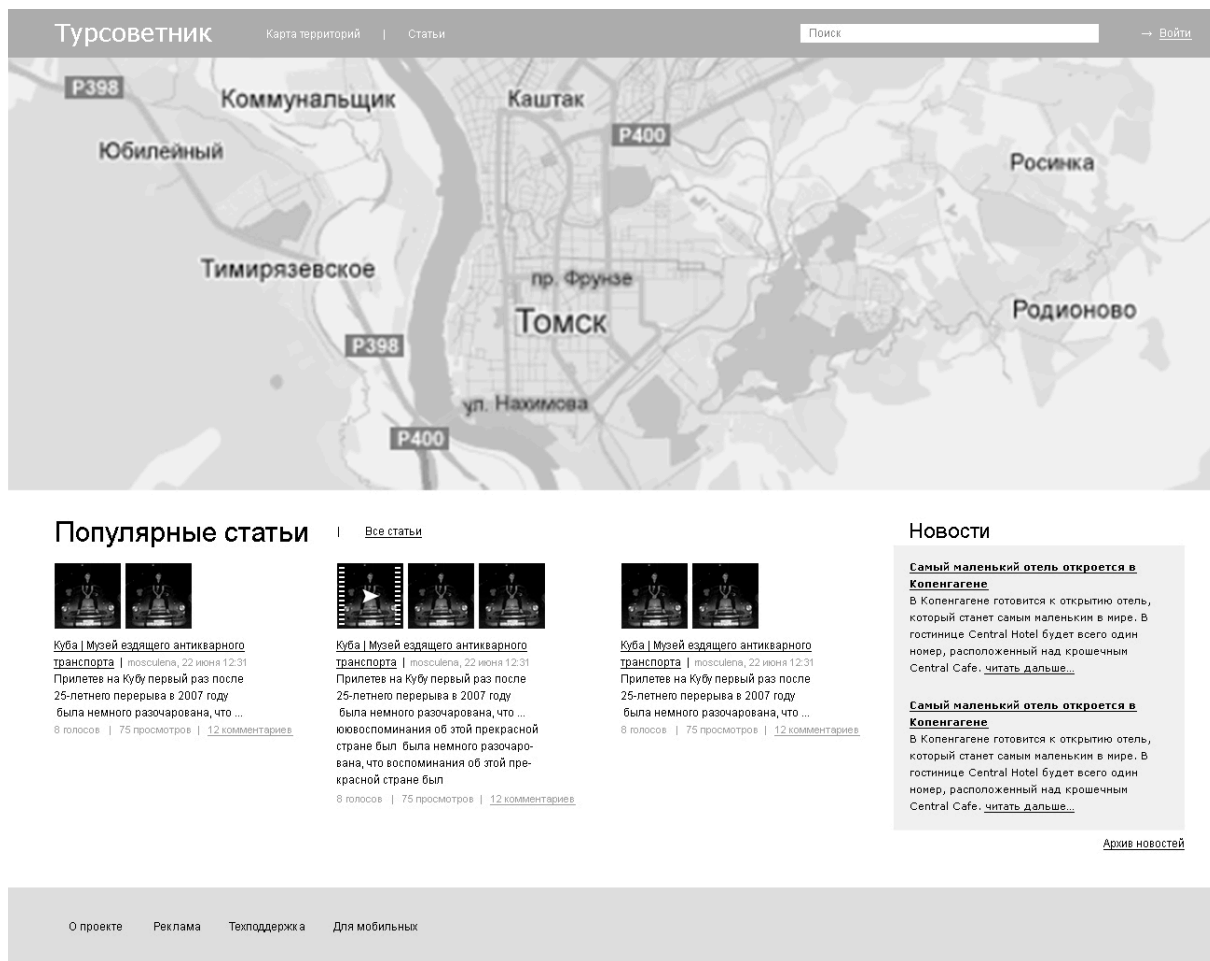 Турсоветник
Карта территорий | Статьи
Поиск
→ Войти
Р398
Коммунальщик
Каштак
Р400
Юбилейный
Росинка
Тимирязевское
пр. Фрунзе
Томск
Родионово
Р398
ул. Нахимова
Р400
Популярные статьи | Все статьи
Куба | Музей ездящего антикварного
транспорта | mosculena, 22 июня 12:31
Прилетев на Кубу первый раз после
25-летнего перерыва в 2007 году
была немного разочарована, что ...
8 голосов | 75 просмотров | 12 комментариев
Куба | Музей ездящего антикварного
транспорта | mosculena, 22 июня 12:31
Прилетев на Кубу первый раз после
25-летнего перерыва в 2007 году
была немного разочарована, что ...
юювоспоминания об этой прекрасной
стране был была немного разочаро-
вана, что воспоминания об этой пре-
красной стране был
8 голосов | 75 просмотров | 12 комментариев
Куба | Музей ездящего антикварного
транспорта | mosculena, 22 июня 12:31
Прилетев на Кубу первый раз после
25-летнего перерыва в 2007 году
была немного разочарована, что ...
8 голосов | 75 просмотров | 12 комментариев
Новости
Самый маленький отель откроется в
Копенгагене
В Копенгагене готовится к открытию отель,
который станет самым маленьким в мире. В
гостинице Central Hotel будет всего один
номер, расположенный над крошечным
Central Cafe. читать дальше...
Самый маленький отель откроется в
Копенгагене
В Копенгагене готовится к открытию отель,
который станет самым маленьким в мире. В
гостинице Central Hotel будет всего один
номер, расположенный над крошечным
Central Cafe. читать дальше...
Архив новостей
О проекте Реклама Техподдержка Для мобильных